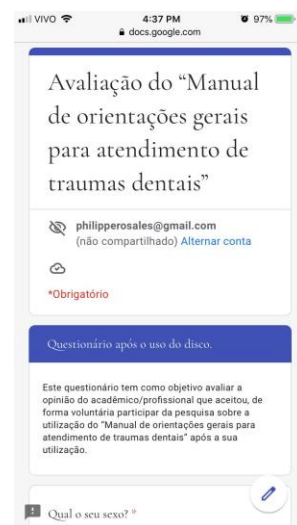 VIVO 4:37 PM 97%
docs.google.com
Avaliação do “Manual
de orientações gerais
para atendimento de
traumas dentais”
philipperosales@gmail.com
(não compartilhado) Alternar conta
*Obrigatório
Questionário após o uso do disco.
Este questionário tem como objetivo avaliar a
opinião do acadêmico/profissional que aceitou, de
forma voluntária participar da pesquisa sobre a
utilização do “Manual de orientações gerais para
atendimento de traumas dentais” após a sua
utilização.
Qual o seu sexo? *